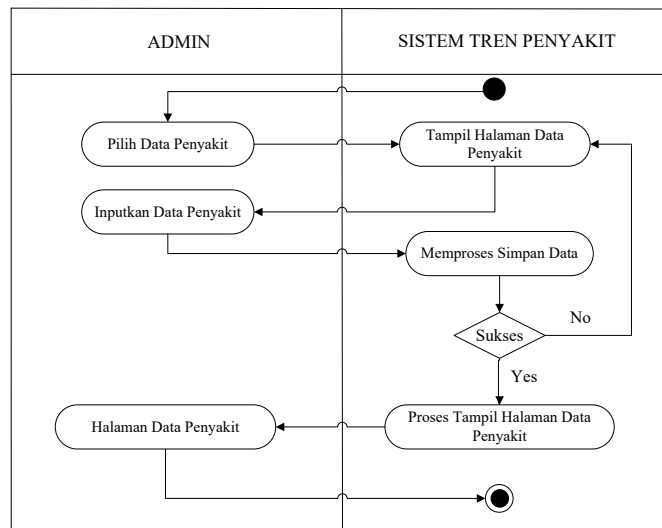 ADMIN
SISTEM TREN PENYAKIT
Pilih Data Penyakit
Tampil Halaman Data
Penyakit
Inputkan Data Penyakit
Memproses Simpan Data
Sukses
No
Yes
Halaman Data Penyakit
Proses Tampil Halaman Data
Penyakit